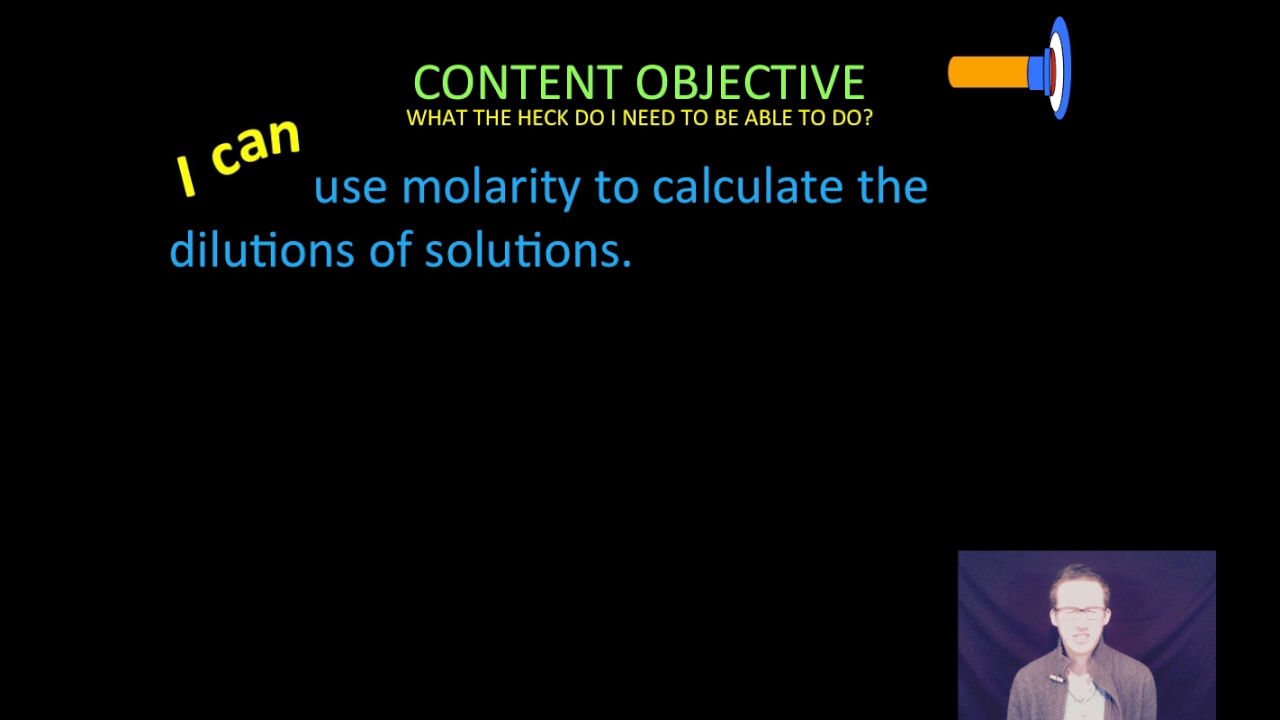 CONTENT OBJECTIVE
WHAT THE HECK DO I NEED TO BE ABLE TO DO?
I can use molarity to calculate the
dilutions of solutions.